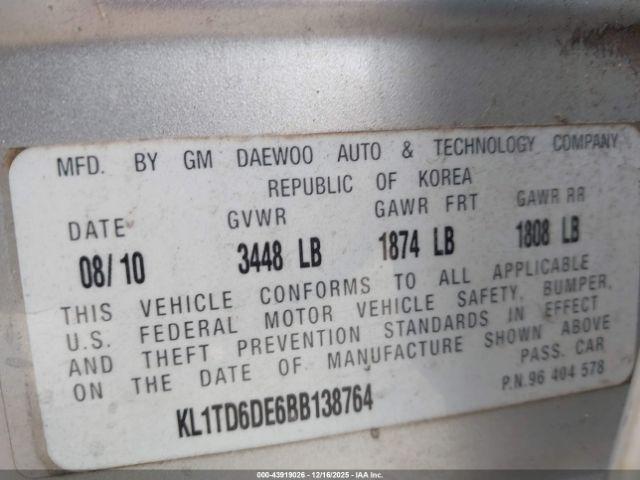 MFD. BY GM DAEWOO AUTO & TECHNOLOGY COMPANY
REPUBLIC OF KOREA
DATE GVWR GAWR FRT GAWR RR
08/10 3448 LB 1874 LB 1808 LB
THIS VEHICLE CONFORMS TO ALL APPLICABLE
U.S. FEDERAL MOTOR VEHICLE SAFETY, BUMPER,
AND THEFT PREVENTION STANDARDS IN EFFECT
ON THE DATE OF MANUFACTURE SHOWN ABOVE
PASS. CAR
KL1TD6DE6BB138764
P.N.96 404 578
000-43919026 | 12/16/2025 - IAAI.COM